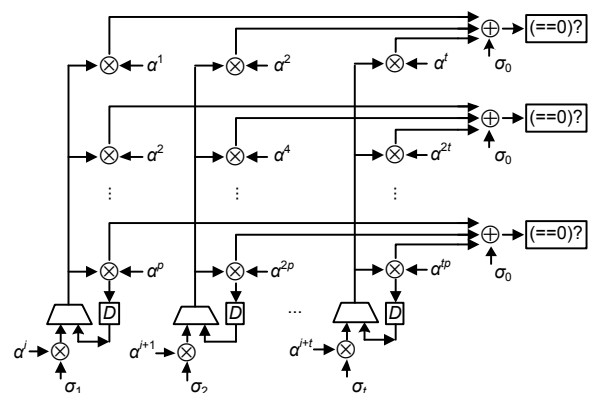 (==0)?
α¹ α² αᵗ σ₀
(==0)?
α² α⁴ α²ᵗ σ₀
⋮ ⋮ ⋮
(==0)?
αᵖ α²ᵖ αᵗᵖ σ₀
D D ... D
αʲ αʲ⁺¹ αʲ⁺ᵗ
σ₁ σ₂ σₜ